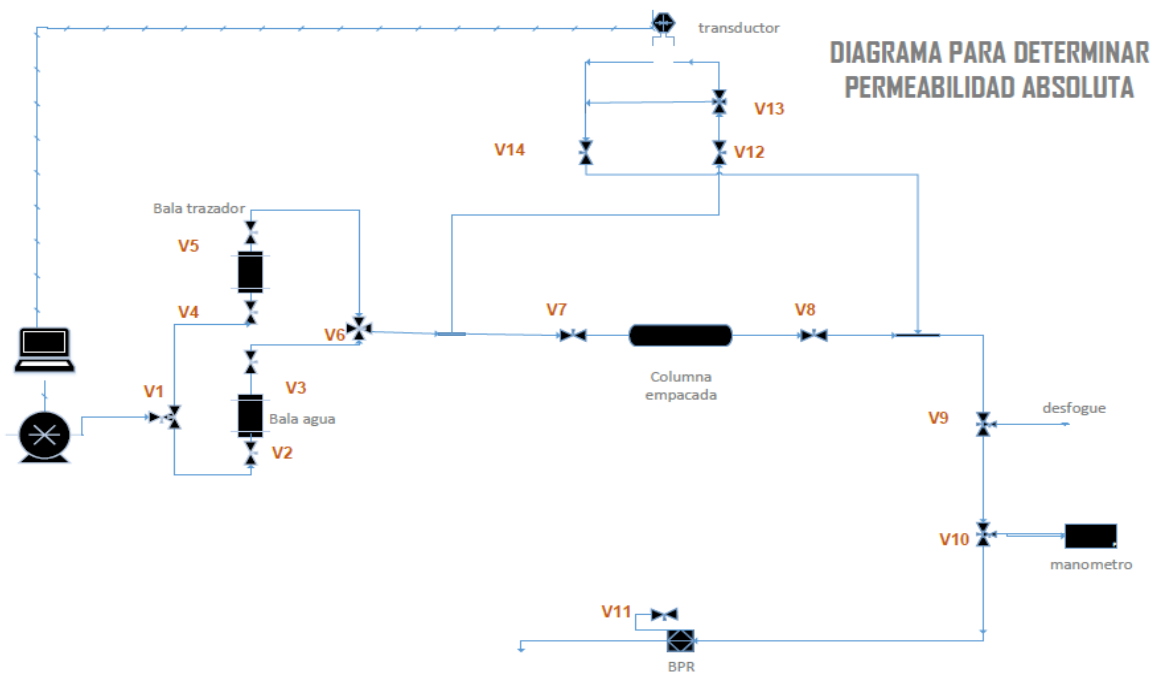 transductor
DIAGRAMA PARA DETERMINAR
PERMEABILIDAD ABSOLUTA
V13
V14
V12
Bala trazador
V5
V4
V6
V7
V8
Columna
empacada
V1
V3
Bala agua
V2
V9
desfogue
V10
manometro
V11
BPR